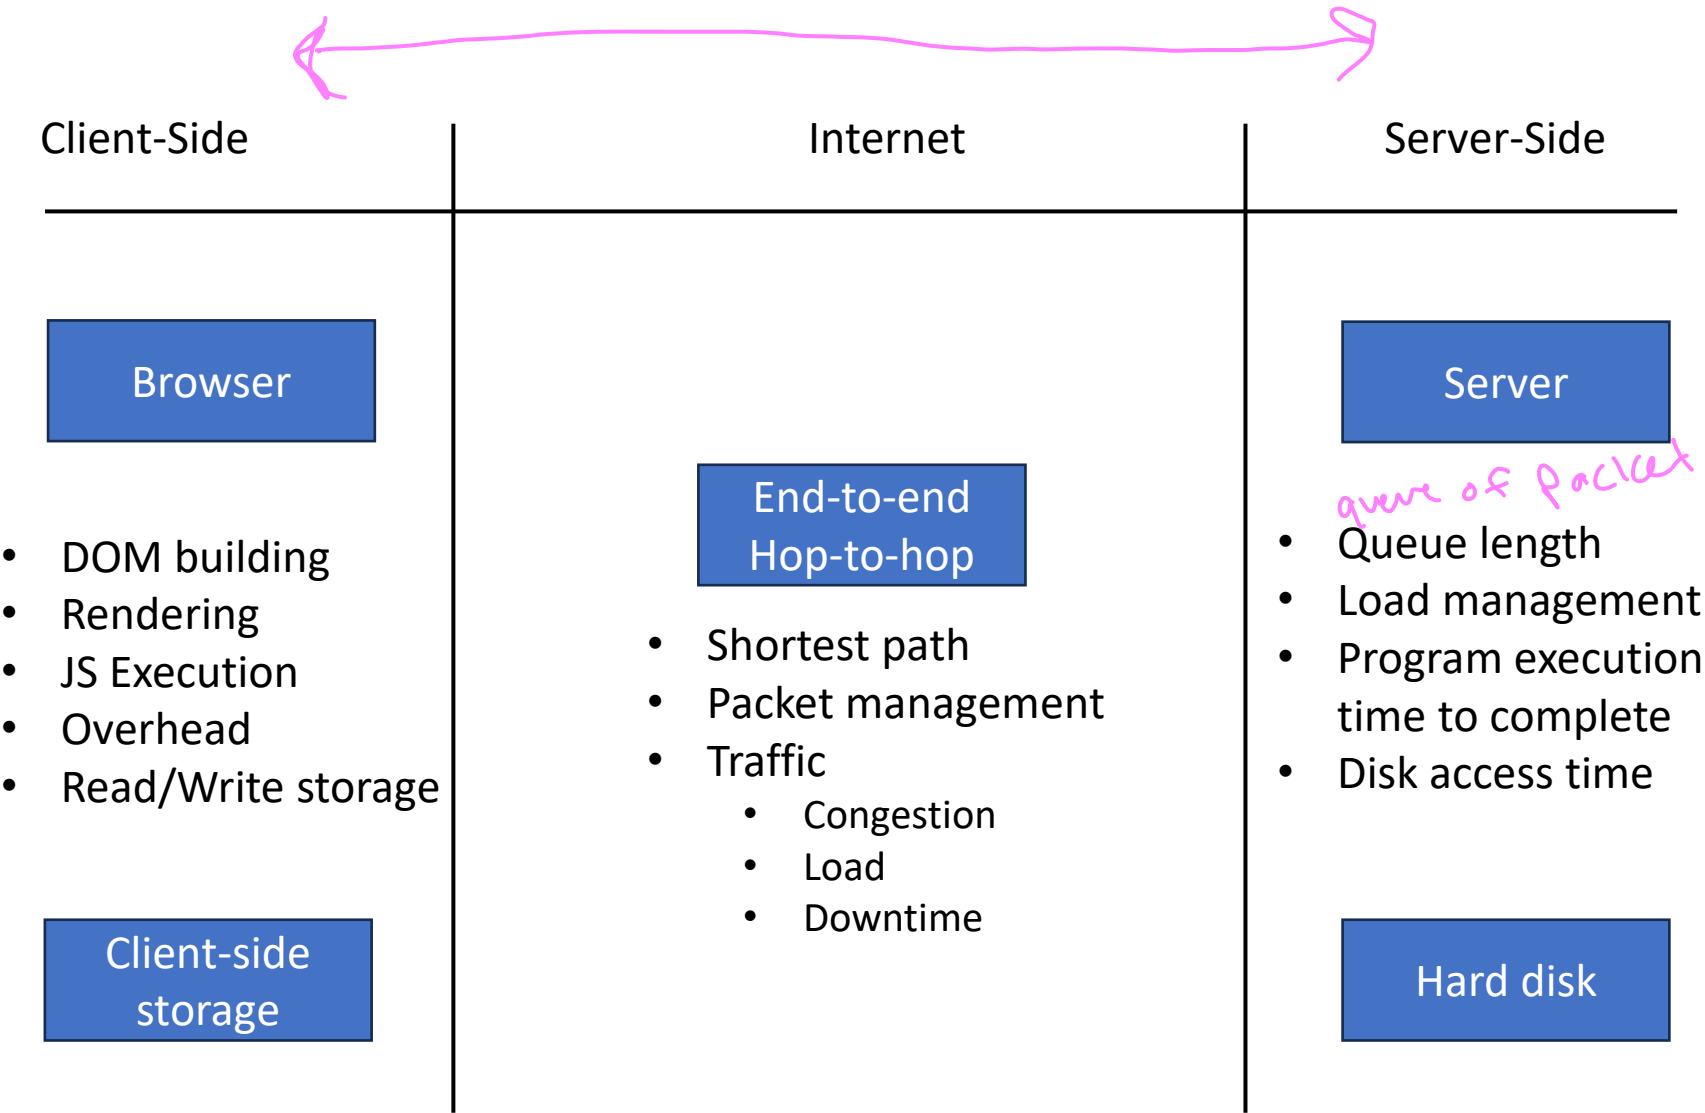 Client-Side
Internet
Server-Side
Browser
DOM building
Rendering
JS Execution
Overhead
Read/Write storage
Client-side
storage
End-to-end
Hop-to-hop
Shortest path
Packet management
Traffic
Congestion
Load
Downtime
Server
queue of packet
Queue length
Load management
Program execution
time to complete
Disk access time
Hard disk